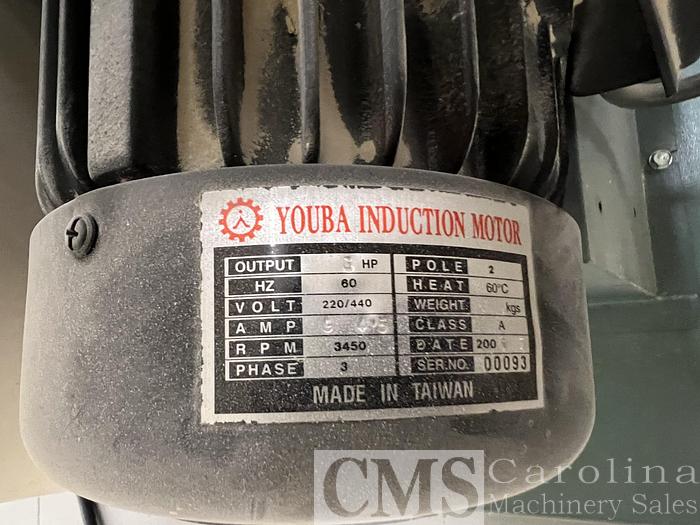 YOUBA INDUCTION MOTOR
OUTPUT HP POLE 2
HZ 60 HEAT 60°C
VOLT 220/440 WEIGHT kgs
AMP CLASS A
RPM 3450 DATE 200
PHASE 3 SER.NO. 00093
MADE IN TAIWAN
CMS Carolina
Machinery Sales